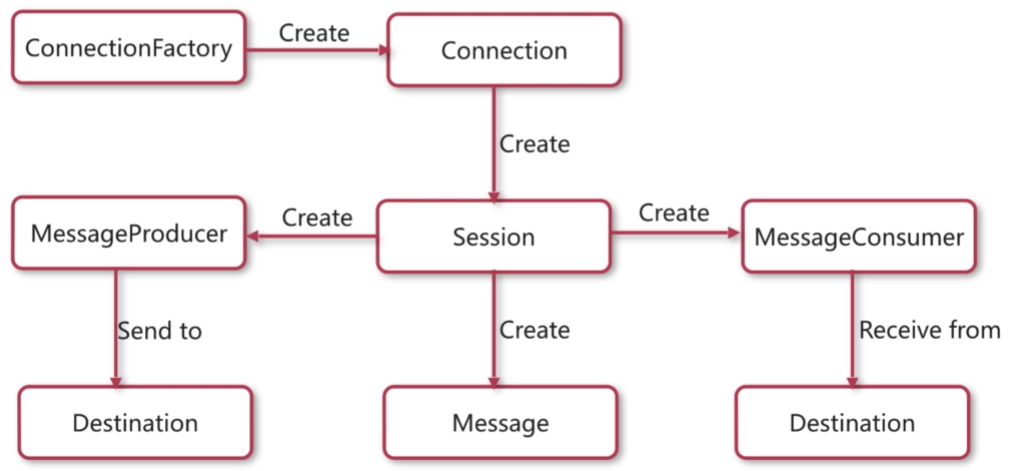 ConnectionFactory
Create
Connection
Create
MessageProducer
Create
Session
Create
MessageConsumer
Send to
Create
Receive from
Destination
Message
Destination